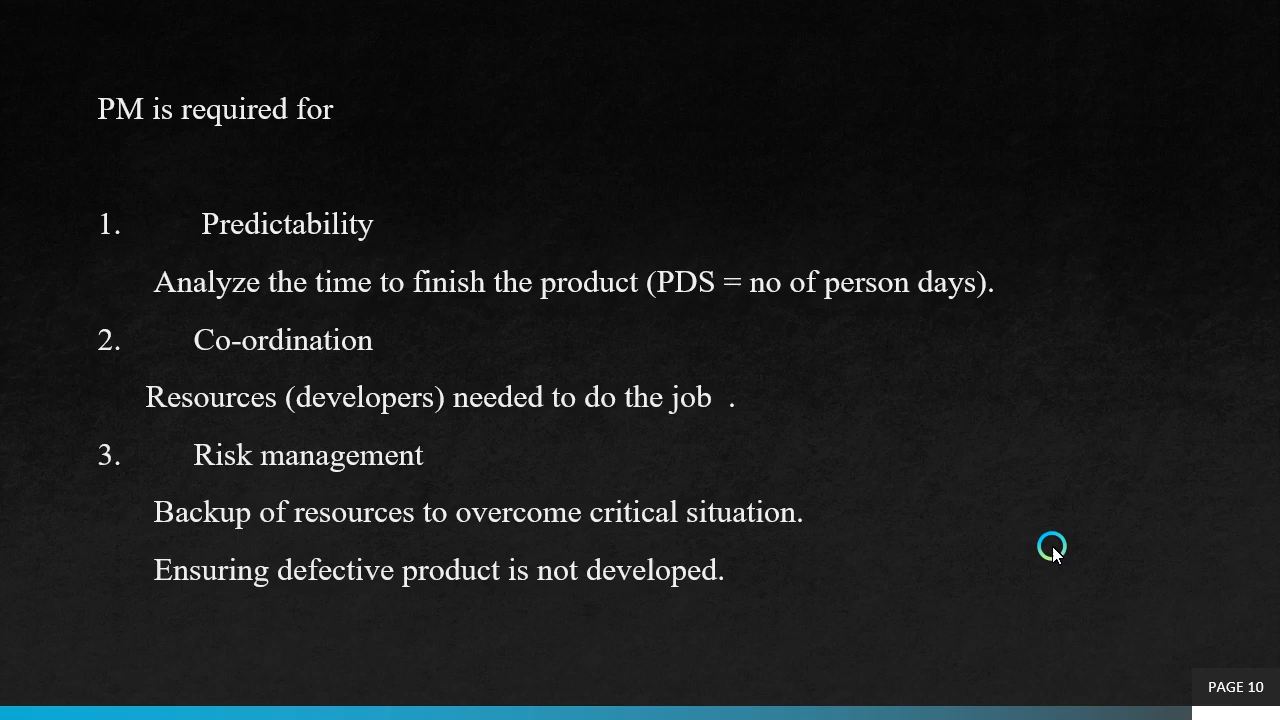 PM is required for
1. Predictability
Analyze the time to finish the product (PDS = no of person days).
2. Co-ordination
Resources (developers) needed to do the job .
3. Risk management
Backup of resources to overcome critical situation.
Ensuring defective product is not developed.
PAGE 10